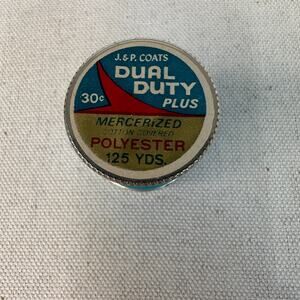 J. & P. COATS
DUAL
DUTY
30¢
PLUS
MERCERIZED
COTTON COVERED
POLYESTER
125 YDS.